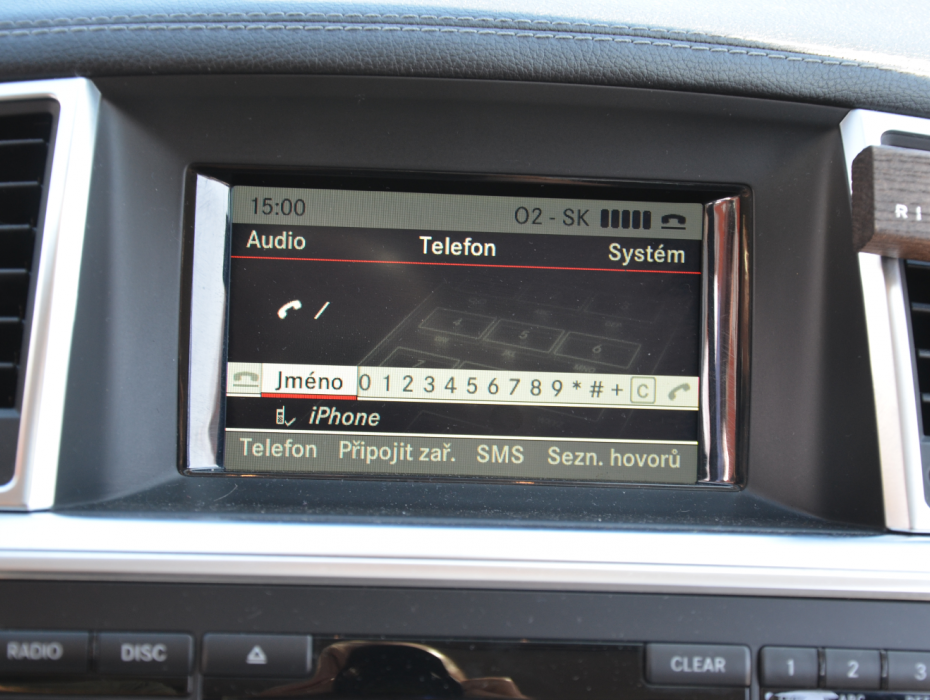 15:00 O2 - SK
Audio Telefon Systém
/
Jméno 0 1 2 3 4 5 6 7 8 9 * # + C
iPhone
Telefon Připojit zař. SMS Sezn. hovorů
RADIO DISC CLEAR 1 2 3